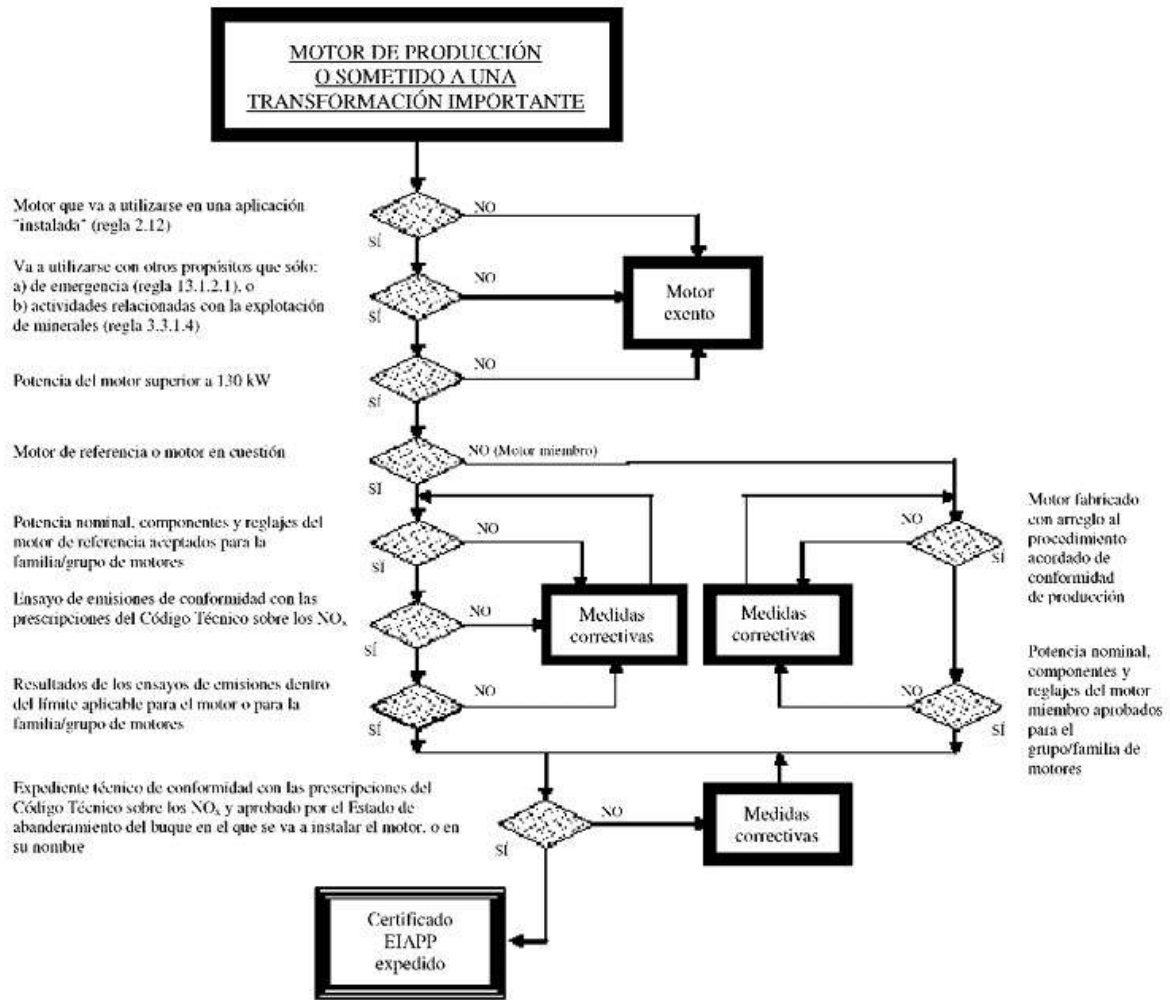 MOTOR DE PRODUCCIÓN
O SOMETIDO A UNA
TRANSFORMACIÓN IMPORTANTE
Motor que va a utilizarse en una aplicación
"instalada" (regla 2.12)
NO
SÍ
Va a utilizarse con otros propósitos que sólo:
a) de emergencia (regla 13.1.2.1), o
b) actividades relacionadas con la explotación
de minerales (regla 3.3.1.4)
NO
SÍ
Motor
exento
Potencia del motor superior a 130 kW
NO
SÍ
Motor de referencia o motor en cuestión
NO (Motor miembro)
SÍ
Potencia nominal, componentes y reglajes del
motor de referencia aceptados para la
familia/grupo de motores
NO
SÍ
NO
SÍ
Motor fabricado
con arreglo al
procedimiento
acordado de
conformidad
de producción
Ensayo de emisiones de conformidad con las
prescripciones del Código Técnico sobre los NOₓ
NO
SÍ
Medidas
correctivas
Medidas
correctivas
Resultados de los ensayos de emisiones dentro
del límite aplicable para el motor o para la
familia/grupo de motores
NO
SÍ
NO
SÍ
Potencia nominal,
componentes y
reglajes del motor
miembro aprobados
para el
grupo/familia de
motores
Expediente técnico de conformidad con las prescripciones del
Código Técnico sobre los NOₓ y aprobado por el Estado de
abanderamiento del buque en el que se va a instalar el motor, o en
su nombre
NO
SÍ
Medidas
correctivas
Certificado
EIAPP
expedido